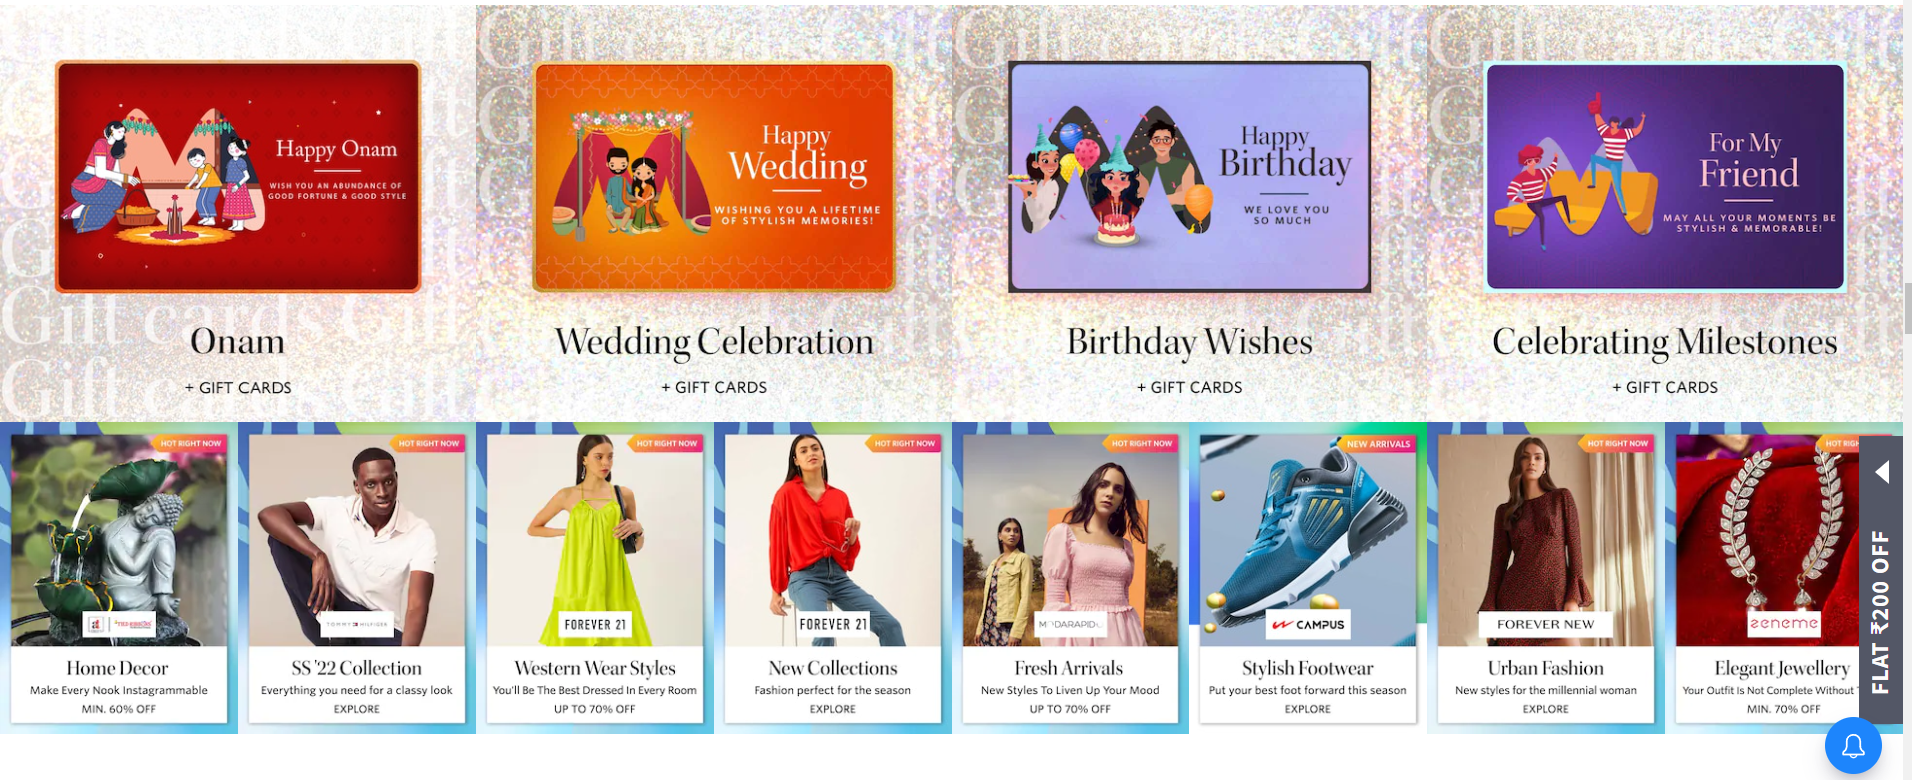 Happy Onam
WISH YOU AN ABUNDANCE OF
GOOD FORTUNE & GOOD STYLE
Onam
+ GIFT CARDS
Happy
Wedding
WISHING YOU A LIFETIME
OF STYLISH MEMORIES!
Wedding Celebration
+ GIFT CARDS
Happy
Birthday
WE LOVE YOU
SO MUCH
Birthday Wishes
+ GIFT CARDS
For My
Friend
MAY ALL YOUR MOMENTS BE
STYLISH & MEMORABLE!
Celebrating Milestones
+ GIFT CARDS
Gift cards Gift
Gift cards Gift
HOT RIGHT NOW
Home Decor
Make Every Nook Instagrammable
MIN. 60% OFF
HOT RIGHT NOW
TOMMY HILFIGER
SS '22 Collection
Everything you need for a classy look
EXPLORE
HOT RIGHT NOW
FOREVER 21
Western Wear Styles
You'll Be The Best Dressed In Every Room
UP TO 70% OFF
HOT RIGHT NOW
FOREVER 21
New Collections
Fashion perfect for the season
EXPLORE
HOT RIGHT NOW
Fresh Arrivals
New Styles To Liven Up Your Mood
UP TO 70% OFF
NEW ARRIVALS
CAMPUS
Stylish Footwear
Put your best foot forward this season
EXPLORE
HOT RIGHT NOW
FOREVER NEW
Urban Fashion
New styles for the millennial woman
EXPLORE
HOT
zeneme
Elegant Jewellery
Your Outfit Is Not Complete Without
MIN. 70% OFF
FLAT ₹200 OFF